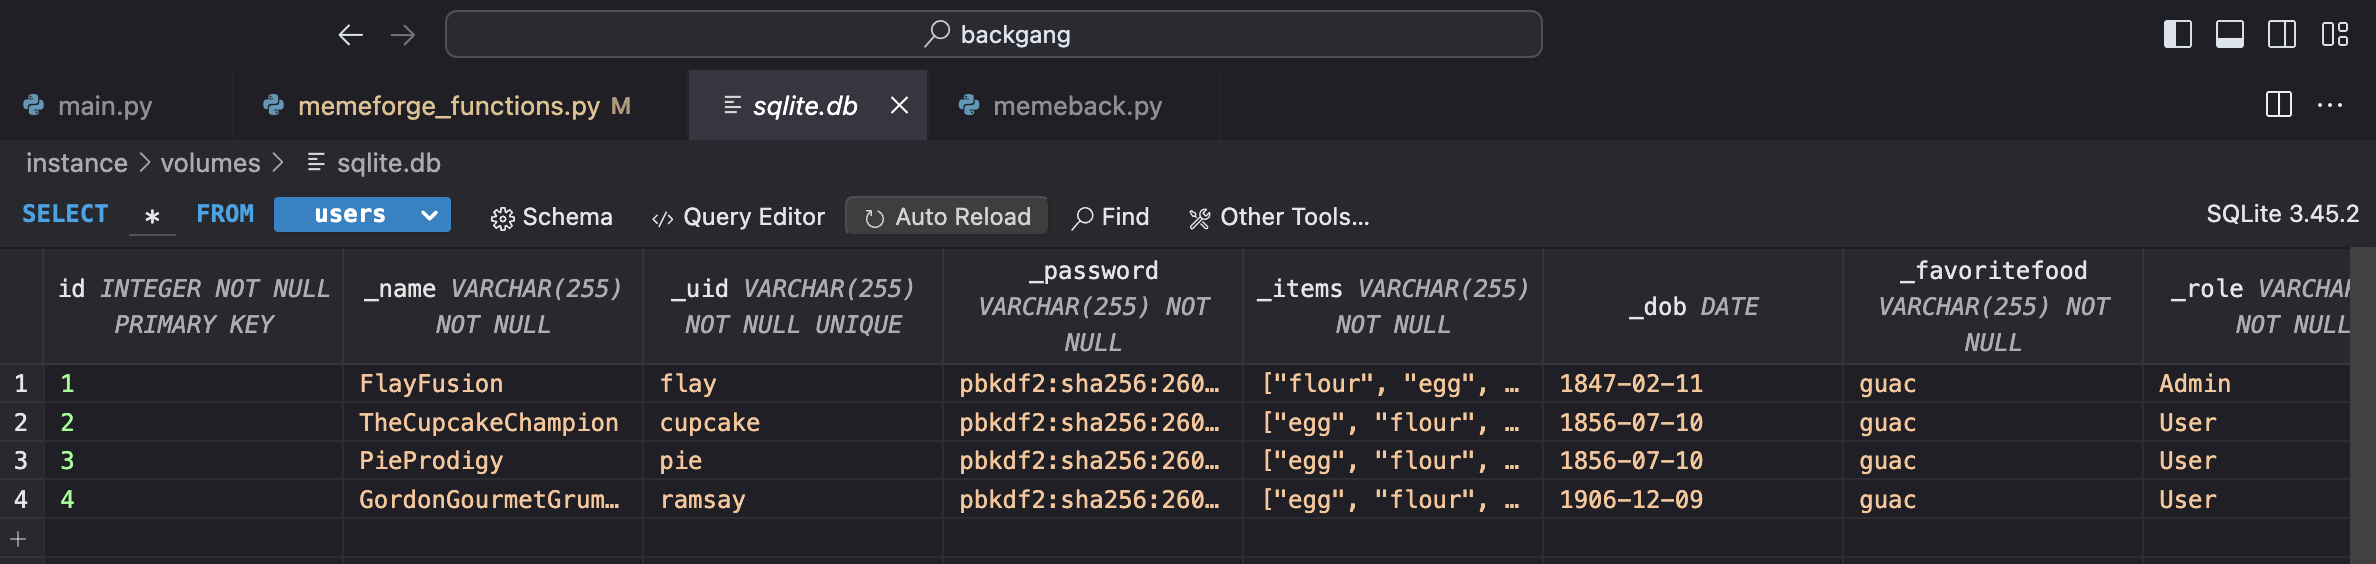 backgang
main.py
memeforge_functions.py M
sqlite.db
memeback.py
instance > volumes > sqlite.db
SELECT * FROM users
Schema
Query Editor
Auto Reload
Find
Other Tools...
SQLite 3.45.2
id INTEGER NOT NULL PRIMARY KEY
_name VARCHAR(255) NOT NULL
_uid VARCHAR(255) NOT NULL UNIQUE
_password VARCHAR(255) NOT NULL
_items VARCHAR(255) NOT NULL
_dob DATE
_favoritefood VARCHAR(255) NOT NULL
_role VARCHAR NOT NULL
1 1 FlayFusion flay pbkdf2:sha256:260… ["flour", "egg", … 1847-02-11 guac Admin
2 2 TheCupcakeChampion cupcake pbkdf2:sha256:260… ["egg", "flour", … 1856-07-10 guac User
3 3 PieProdigy pie pbkdf2:sha256:260… ["egg", "flour", … 1856-07-10 guac User
4 4 GordonGourmetGrum… ramsay pbkdf2:sha256:260… ["egg", "flour", … 1906-12-09 guac User